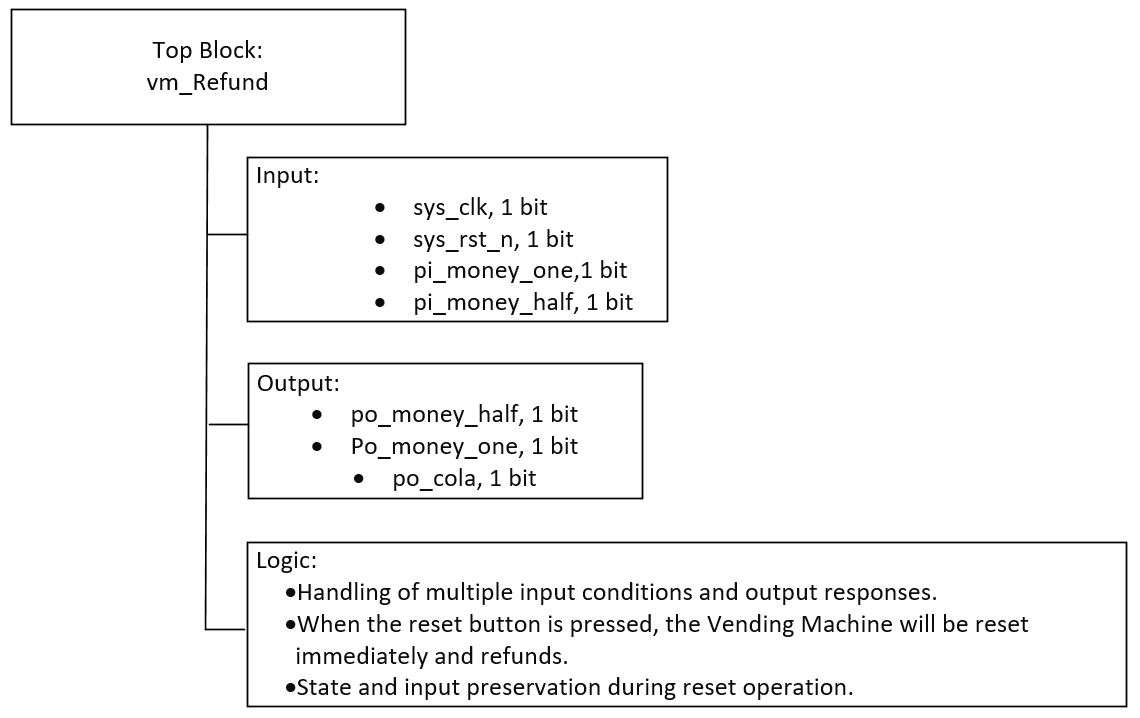 Top Block:
vm_Refund
Input:
• sys_clk, 1 bit
• sys_rst_n, 1 bit
• pi_money_one,1 bit
• pi_money_half, 1 bit
Output:
• po_money_half, 1 bit
• Po_money_one, 1 bit
• po_cola, 1 bit
Logic:
•Handling of multiple input conditions and output responses.
•When the reset button is pressed, the Vending Machine will be reset
immediately and refunds.
•State and input preservation during reset operation.